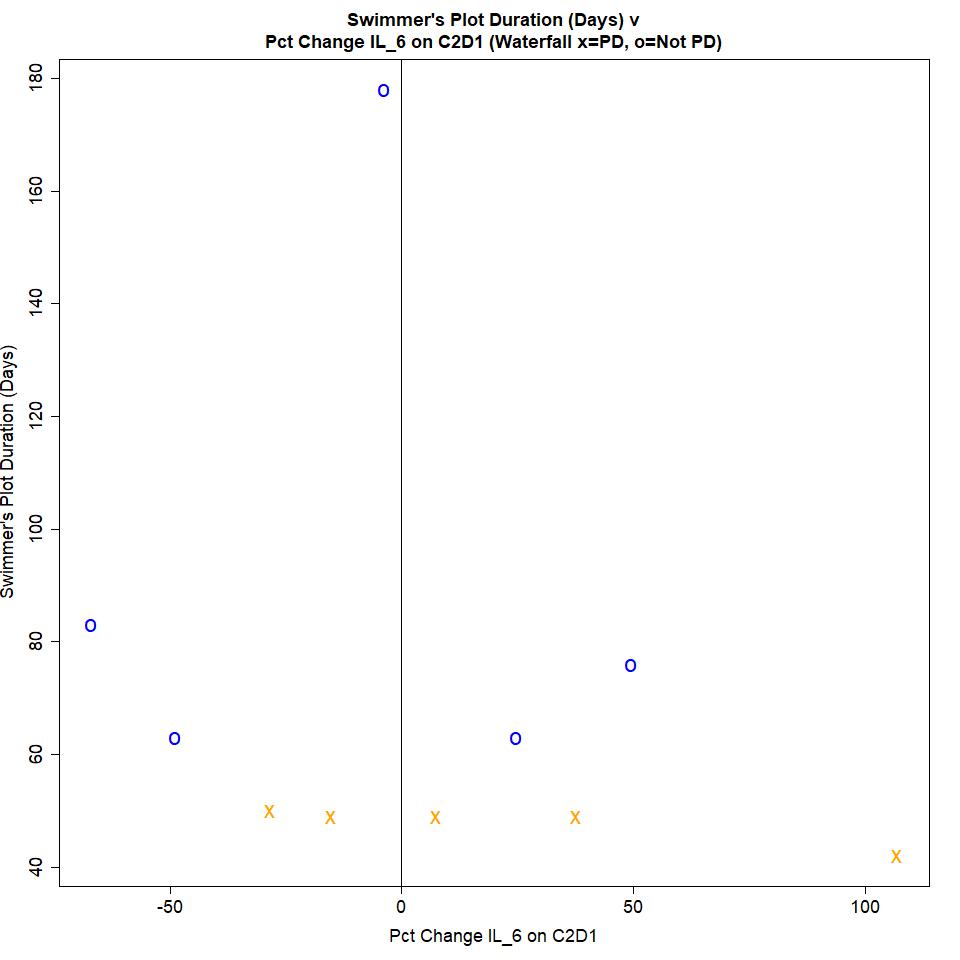 Swimmer's Plot Duration (Days) v
Pct Change IL_6 on C2D1 (Waterfall x=PD, o=Not PD)
Swimmer's Plot Duration (Days)
180
160
140
120
100
80
60
40
o
o
o
o
o
x
x
x
x
x
-50
0
50
100
Pct Change IL_6 on C2D1